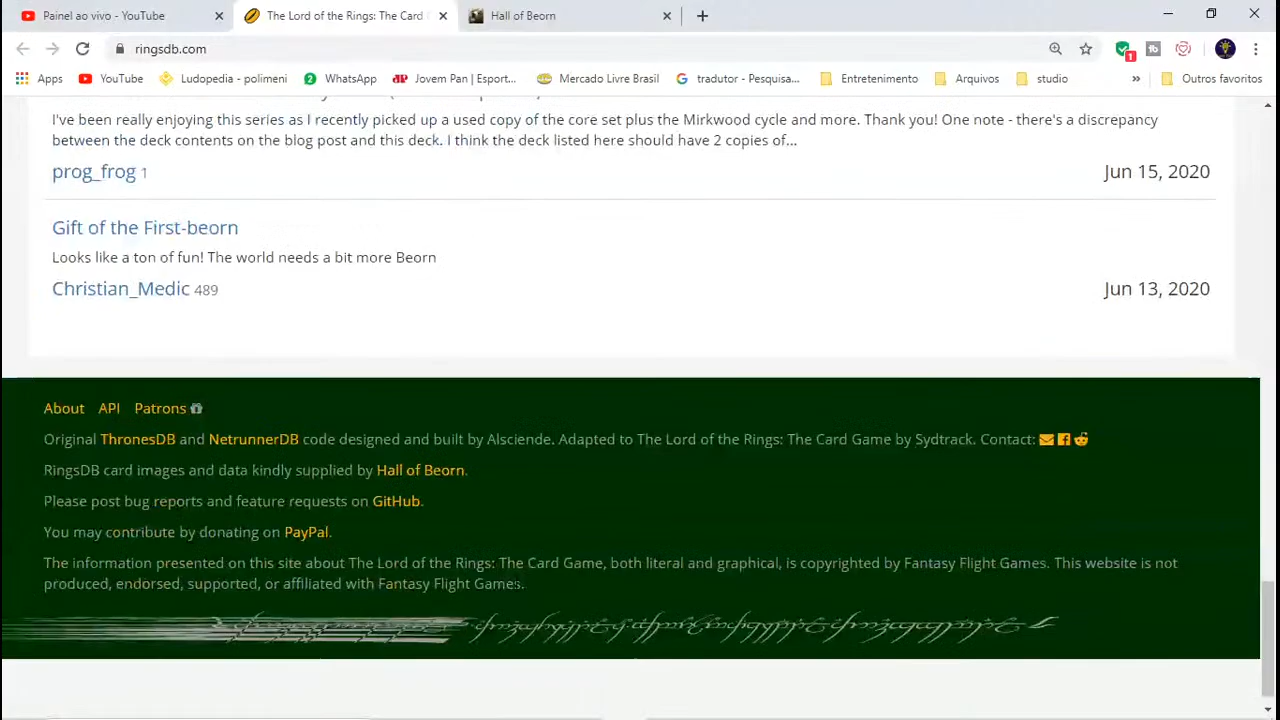 Painel ao vivo - YouTube
The Lord of the Rings: The Card
Hall of Beorn
ringsdb.com
1
Apps
YouTube
Ludopedia - polimeni
2 WhatsApp
Jovem Pan | Esport...
Mercado Livre Brasil
tradutor - Pesquisa...
Entretenimento
Arquivos
studio
»
Outros favoritos
I've been really enjoying this series as I recently picked up a used copy of the core set plus the Mirkwood cycle and more. Thank you! One note - there's a discrepancy
between the deck contents on the blog post and this deck. I think the deck listed here should have 2 copies of...
prog_frog 1
Jun 15, 2020
Gift of the First-beorn
Looks like a ton of fun! The world needs a bit more Beorn
Christian_Medic 489
Jun 13, 2020
About API Patrons
Original ThronesDB and NetrunnerDB code designed and built by Alsciende. Adapted to The Lord of the Rings: The Card Game by Sydtrack. Contact:
RingsDB card images and data kindly supplied by Hall of Beorn.
Please post bug reports and feature requests on GitHub.
You may contribute by donating on PayPal.
The information presented on this site about The Lord of the Rings: The Card Game, both literal and graphical, is copyrighted by Fantasy Flight Games. This website is not
produced, endorsed, supported, or affiliated with Fantasy Flight Games.